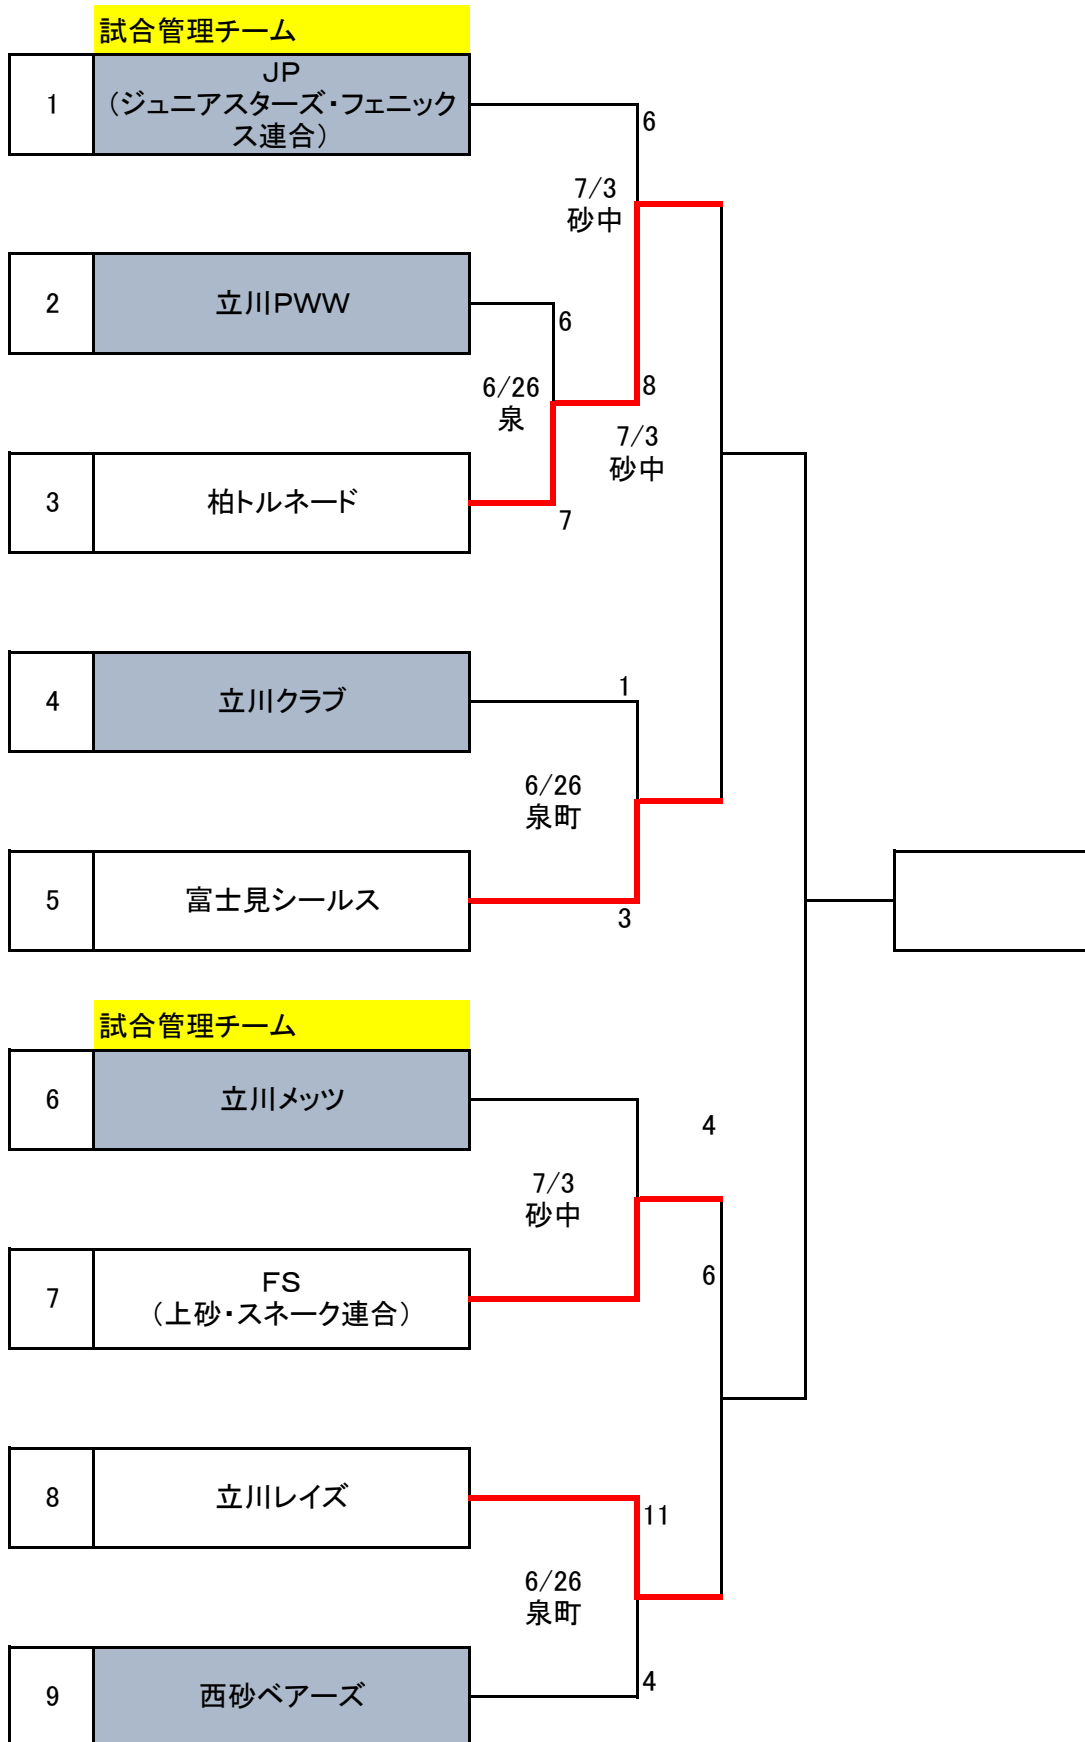 試合管理チーム
1
JP
（ジュニアスターズ・フェニック
ス連合）
6
7/3
砂中
2
立川PWW
6
6/26
泉
8
7/3
砂中
3
柏トルネード
7
4
立川クラブ
1
6/26
泉町
5
富士見シールス
3
試合管理チーム
6
立川メッツ
4
7/3
砂中
7
FS
（上砂・スネーク連合）
6
8
立川レイズ
11
6/26
泉町
9
西砂ベアーズ
4